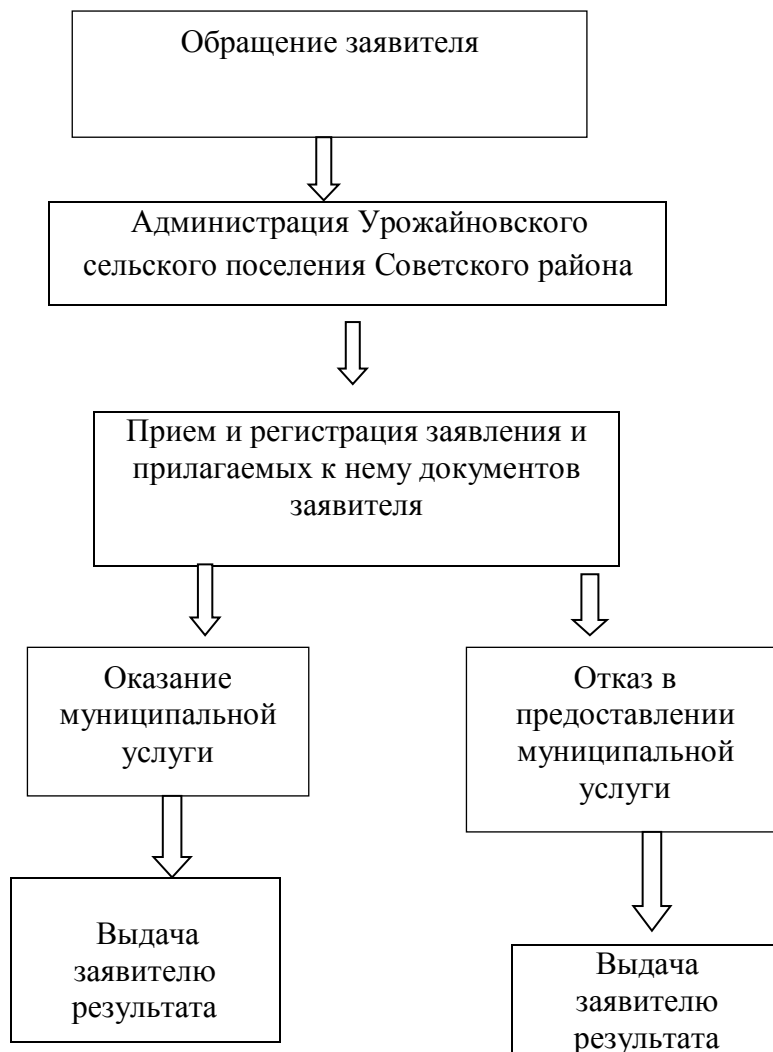 Обращение заявителя
Администрация Урожайновского
сельского поселения Советского района
Прием и регистрация заявления и
прилагаемых к нему документов
заявителя
Оказание
муниципальной
услуги
Отказ в
предоставлении
муниципальной
услуги
Выдача
заявителю
результата
Выдача
заявителю
результата